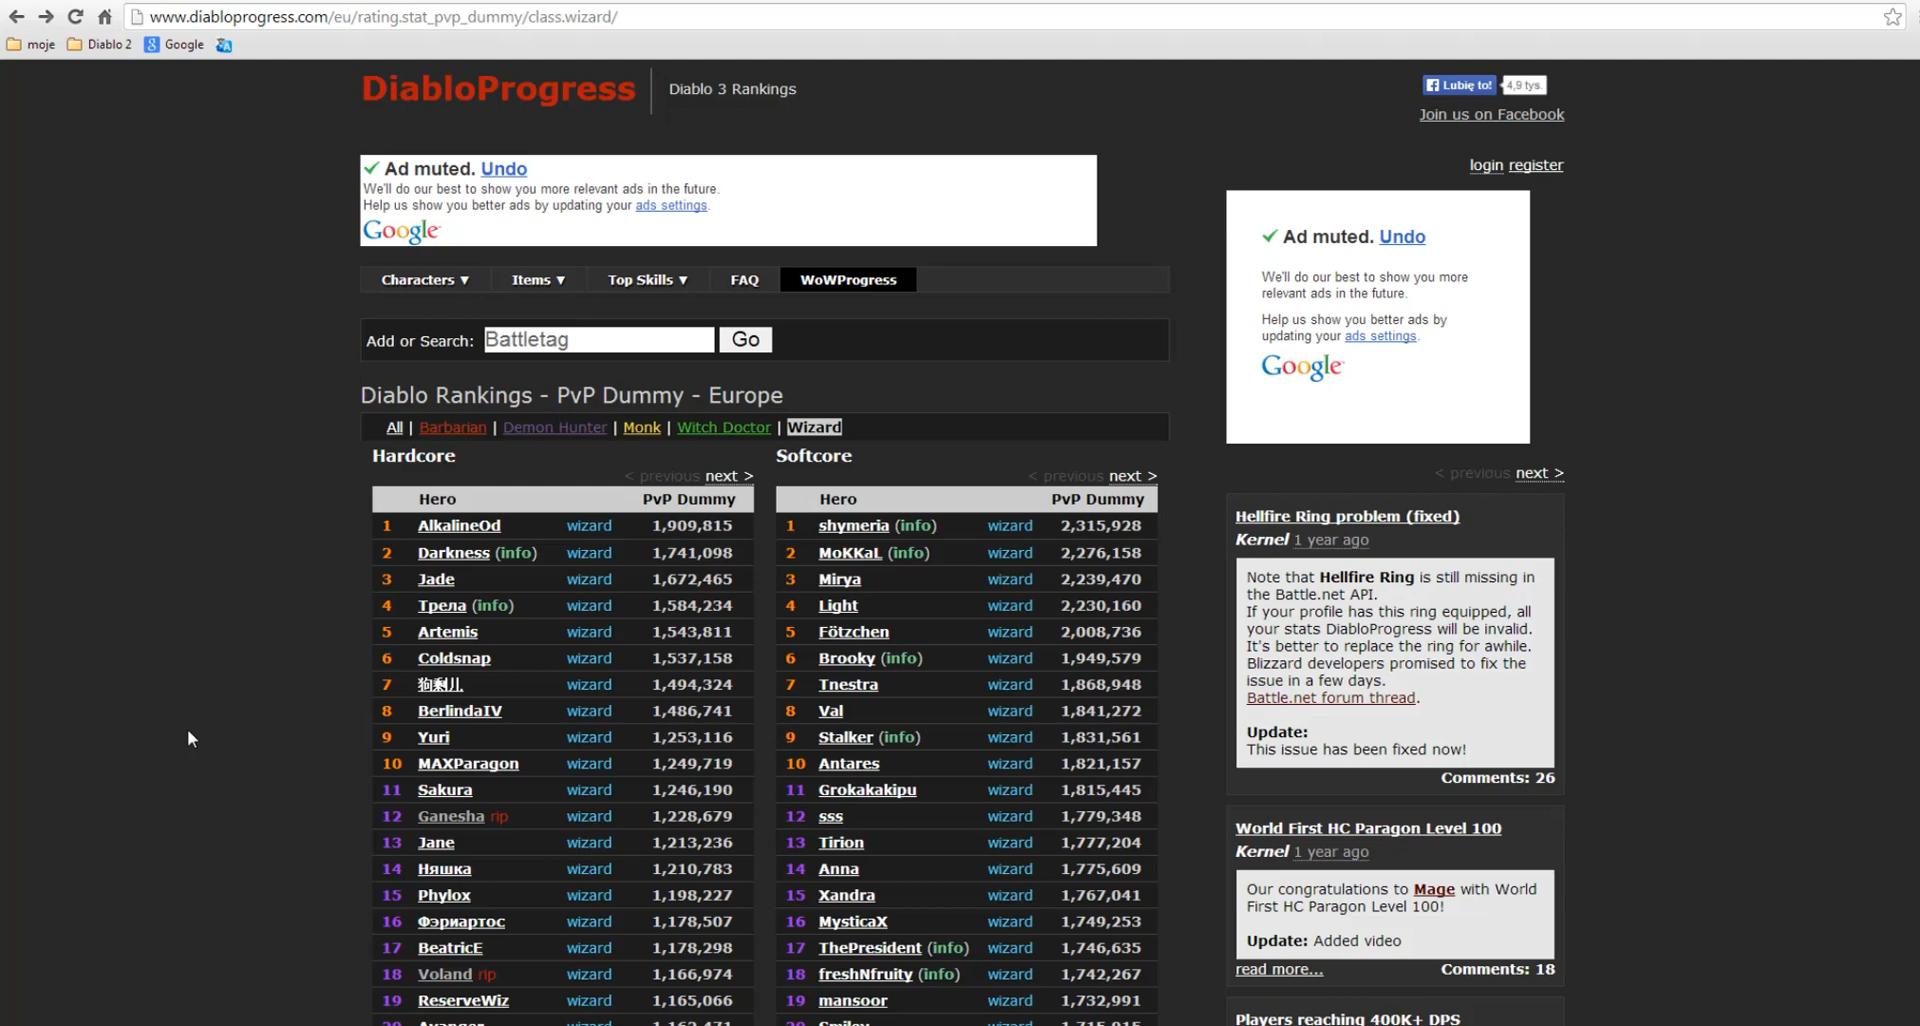 www.diabloprogress.com/eu/rating.stat_pvp_dummy/class.wizard/
moje Diablo 2 Google
DiabloProgress Diablo 3 Rankings
Lubię to! 4,9 tys.
Join us on Facebook
login register
Ad muted. Undo
We'll do our best to show you more relevant ads in the future.
Help us show you better ads by updating your ads settings.
Google
Characters ▼ Items ▼ Top Skills ▼ FAQ WoWProgress
Add or Search: Battletag Go
Diablo Rankings - PvP Dummy - Europe
All | Barbarian | Demon Hunter | Monk | Witch Doctor | Wizard
Hardcore
< previous next >
Hero PvP Dummy
1 AlkalineOd wizard 1,909,815
2 Darkness (info) wizard 1,741,098
3 Jade wizard 1,672,465
4 Трела (info) wizard 1,584,234
5 Artemis wizard 1,543,811
6 Coldsnap wizard 1,537,158
7 狗剩儿 wizard 1,494,324
8 BerlindaIV wizard 1,486,741
9 Yuri wizard 1,253,116
10 MAXParagon wizard 1,249,719
11 Sakura wizard 1,246,190
12 Ganesha rip wizard 1,228,679
13 Jane wizard 1,213,236
14 Няшка wizard 1,210,783
15 Phylox wizard 1,198,227
16 Фэриартос wizard 1,178,507
17 BeatricE wizard 1,178,298
18 Voland rip wizard 1,166,974
19 ReserveWiz wizard 1,165,066
Softcore
< previous next >
Hero PvP Dummy
1 shymeria (info) wizard 2,315,928
2 MoKKaL (info) wizard 2,276,158
3 Mirya wizard 2,239,470
4 Light wizard 2,230,160
5 Fötzchen wizard 2,008,736
6 Brooky (info) wizard 1,949,579
7 Tnestra wizard 1,868,948
8 Val wizard 1,841,272
9 Stalker (info) wizard 1,831,561
10 Antares wizard 1,821,157
11 Grokakakipu wizard 1,815,445
12 sss wizard 1,779,348
13 Tirion wizard 1,777,204
14 Anna wizard 1,775,609
15 Xandra wizard 1,767,041
16 MysticaX wizard 1,749,253
17 ThePresident (info) wizard 1,746,635
18 freshNfruity (info) wizard 1,742,267
19 mansoor wizard 1,732,991
Ad muted. Undo
We'll do our best to show you more
relevant ads in the future.
Help us show you better ads by
updating your ads settings.
Google
< previous next >
Hellfire Ring problem (fixed)
Kernel 1 year ago
Note that Hellfire Ring is still missing in
the Battle.net API.
If your profile has this ring equipped, all
your stats DiabloProgress will be invalid.
It's better to replace the ring for awhile.
Blizzard developers promised to fix the
issue in a few days.
Battle.net forum thread.
Update:
This issue has been fixed now!
Comments: 26
World First HC Paragon Level 100
Kernel 1 year ago
Our congratulations to Mage with World
First HC Paragon Level 100!
Update: Added video
read more... Comments: 18
Players reaching 400K+ DPS